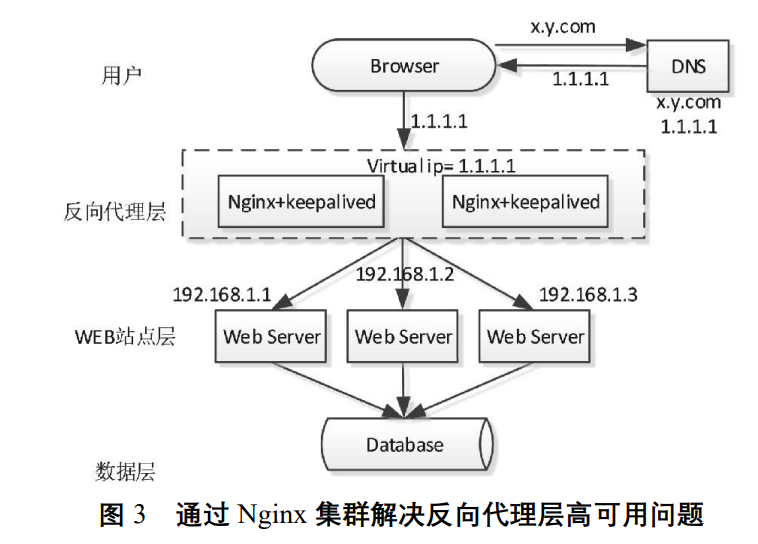 x.y.com
用户
Browser
DNS
1.1.1.1
x.y.com
1.1.1.1
1.1.1.1
Virtual ip= 1.1.1.1
反向代理层
Nginx+keepalived
Nginx+keepalived
192.168.1.1
192.168.1.2
192.168.1.3
WEB站点层
Web Server
Web Server
Web Server
Database
数据层
图 3 通过 Nginx 集群解决反向代理层高可用问题